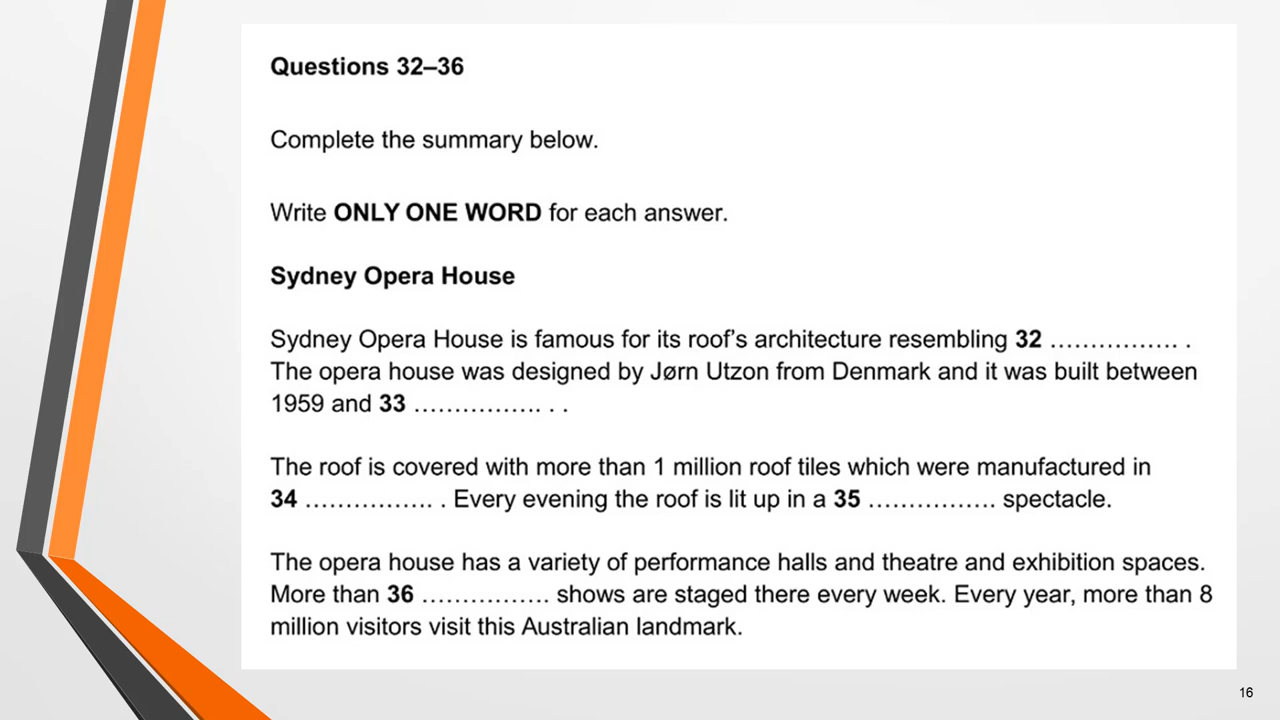 Questions 32–36
Complete the summary below.
Write ONLY ONE WORD for each answer.
Sydney Opera House
Sydney Opera House is famous for its roof’s architecture resembling 32 ……………. .
The opera house was designed by Jørn Utzon from Denmark and it was built between
1959 and 33 ……………. . .
The roof is covered with more than 1 million roof tiles which were manufactured in
34 ……………. . Every evening the roof is lit up in a 35 ……………. spectacle.
The opera house has a variety of performance halls and theatre and exhibition spaces.
More than 36 ……………. shows are staged there every week. Every year, more than 8
million visitors visit this Australian landmark.
16